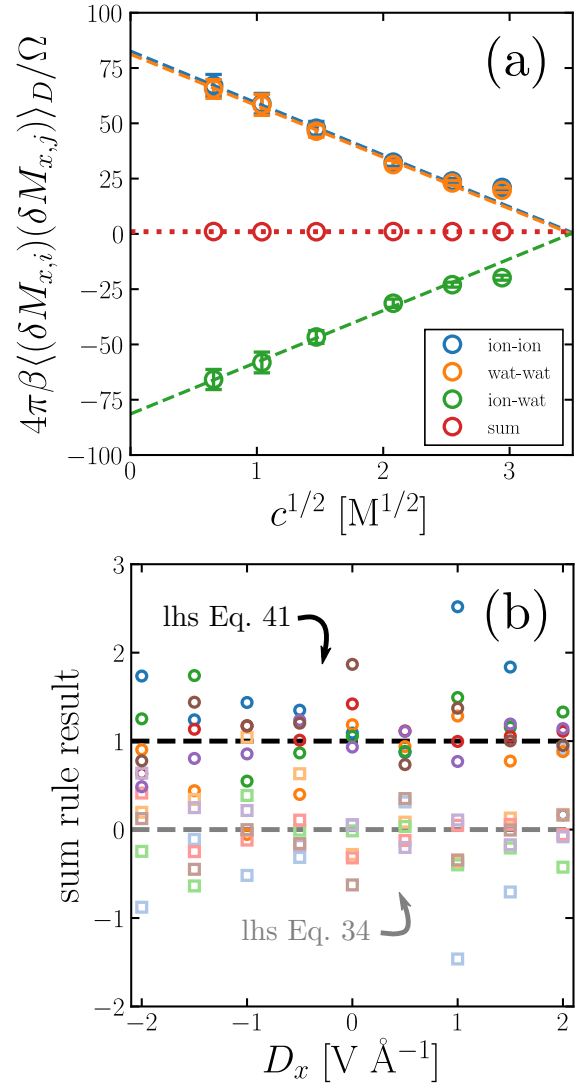 (a)
4πβ⟨(δM_{x,i})(δM_{x,j})⟩_D/Ω
100
75
50
25
0
−25
−50
−75
−100
ion-ion
wat-wat
ion-wat
sum
0 1 2 3
c^{1/2} [M^{1/2}]
(b)
sum rule result
3
2
1
0
−1
−2
lhs Eq. 41
lhs Eq. 34
−2 −1 0 1 2
D_x [V Å^{−1}]